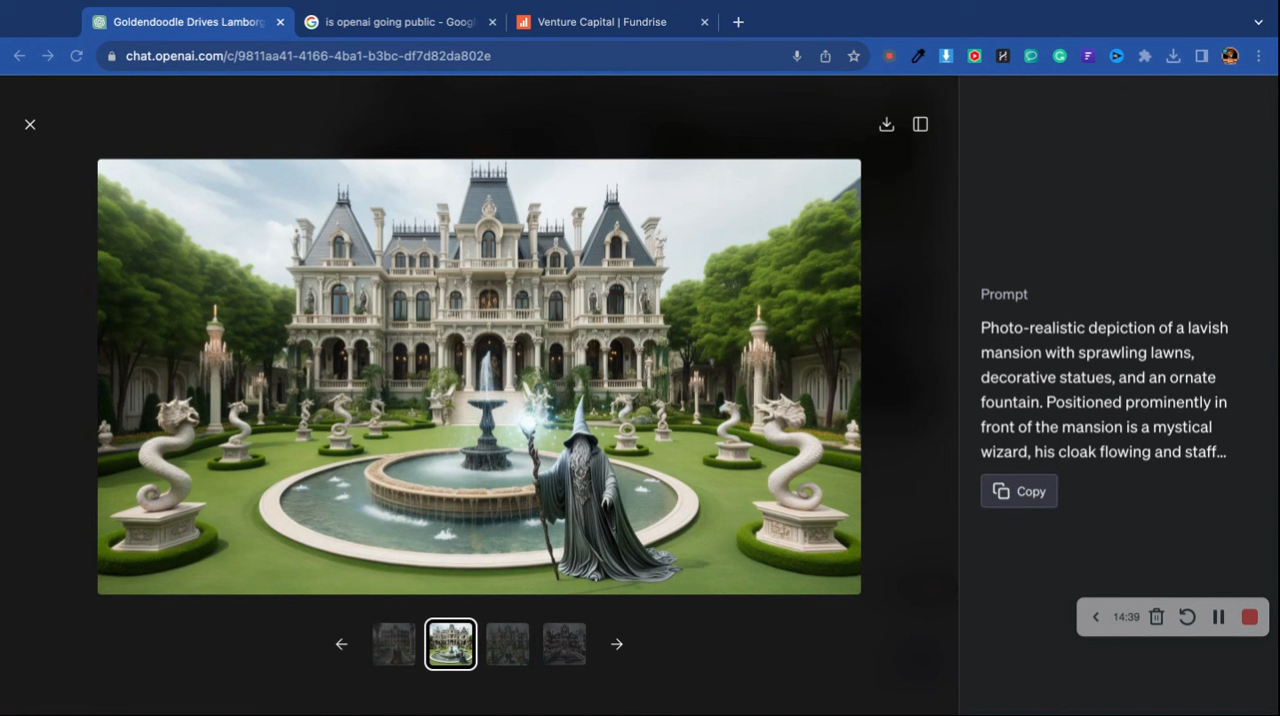 Goldendoodle Drives Lamborg
is openai going public - Goog
Venture Capital | Fundrise
chat.openai.com/c/9811aa41-4166-4ba1-b3bc-df7d82da802e
Prompt
Photo-realistic depiction of a lavish
mansion with sprawling lawns,
decorative statues, and an ornate
fountain. Positioned prominently in
front of the mansion is a mystical
wizard, his cloak flowing and staff...
Copy
14:39